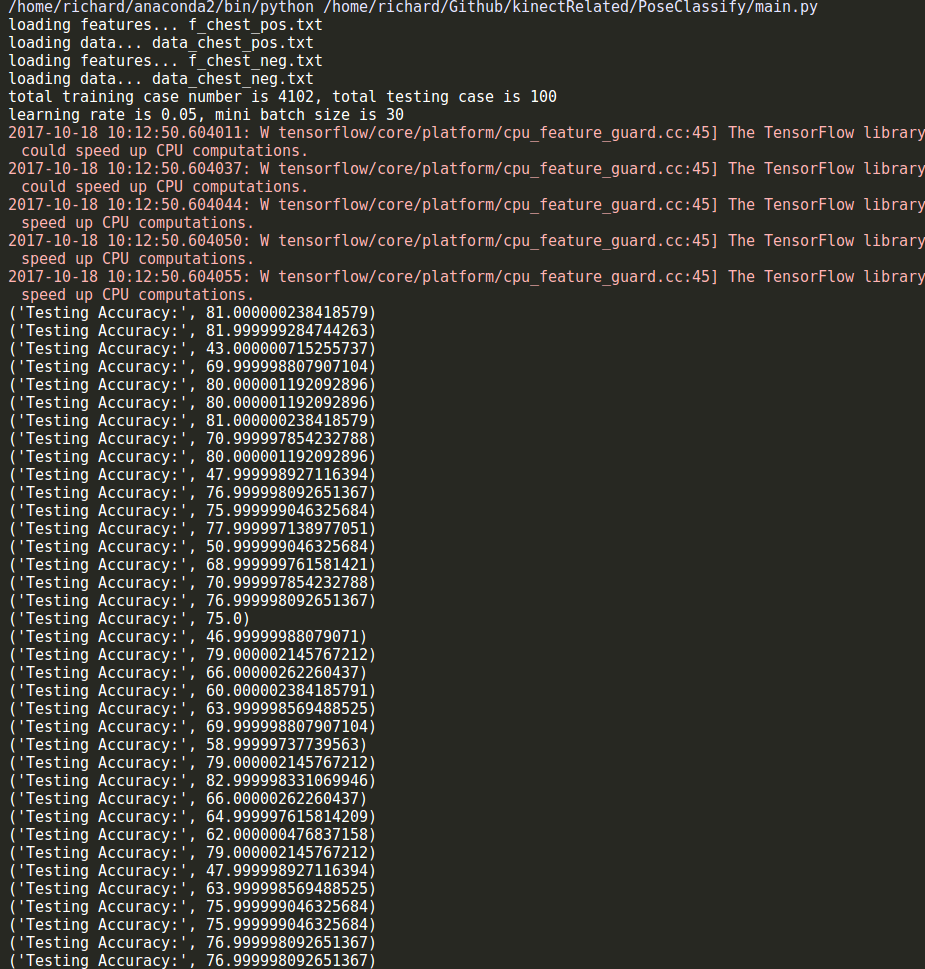 /home/richard/anaconda2/bin/python /home/richard/Github/kinectRelated/PoseClassify/main.py
loading features... f_chest_pos.txt
loading data... data_chest_pos.txt
loading features... f_chest_neg.txt
loading data... data_chest_neg.txt
total training case number is 4102, total testing case is 100
learning rate is 0.05, mini batch size is 30
2017-10-18 10:12:50.604011: W tensorflow/core/platform/cpu_feature_guard.cc:45] The TensorFlow library
could speed up CPU computations.
2017-10-18 10:12:50.604037: W tensorflow/core/platform/cpu_feature_guard.cc:45] The TensorFlow library
could speed up CPU computations.
2017-10-18 10:12:50.604044: W tensorflow/core/platform/cpu_feature_guard.cc:45] The TensorFlow library
speed up CPU computations.
2017-10-18 10:12:50.604050: W tensorflow/core/platform/cpu_feature_guard.cc:45] The TensorFlow library
speed up CPU computations.
2017-10-18 10:12:50.604055: W tensorflow/core/platform/cpu_feature_guard.cc:45] The TensorFlow library
speed up CPU computations.
('Testing Accuracy:', 81.000000238418579)
('Testing Accuracy:', 81.999999284744263)
('Testing Accuracy:', 43.000000715255737)
('Testing Accuracy:', 69.999998807907104)
('Testing Accuracy:', 80.000001192092896)
('Testing Accuracy:', 80.000001192092896)
('Testing Accuracy:', 81.000000238418579)
('Testing Accuracy:', 70.999997854232788)
('Testing Accuracy:', 80.000001192092896)
('Testing Accuracy:', 47.999998927116394)
('Testing Accuracy:', 76.999998092651367)
('Testing Accuracy:', 75.999999046325684)
('Testing Accuracy:', 77.999997138977051)
('Testing Accuracy:', 50.999999046325684)
('Testing Accuracy:', 68.999999761581421)
('Testing Accuracy:', 70.999997854232788)
('Testing Accuracy:', 76.999998092651367)
('Testing Accuracy:', 75.0)
('Testing Accuracy:', 46.99999988079071)
('Testing Accuracy:', 79.000002145767212)
('Testing Accuracy:', 66.00000262260437)
('Testing Accuracy:', 60.000002384185791)
('Testing Accuracy:', 63.999998569488525)
('Testing Accuracy:', 69.999998807907104)
('Testing Accuracy:', 58.99999737739563)
('Testing Accuracy:', 79.000002145767212)
('Testing Accuracy:', 82.999998331069946)
('Testing Accuracy:', 66.00000262260437)
('Testing Accuracy:', 64.999997615814209)
('Testing Accuracy:', 62.000000476837158)
('Testing Accuracy:', 79.000002145767212)
('Testing Accuracy:', 47.999998927116394)
('Testing Accuracy:', 63.999998569488525)
('Testing Accuracy:', 75.999999046325684)
('Testing Accuracy:', 75.999999046325684)
('Testing Accuracy:', 76.999998092651367)
('Testing Accuracy:', 76.999998092651367)